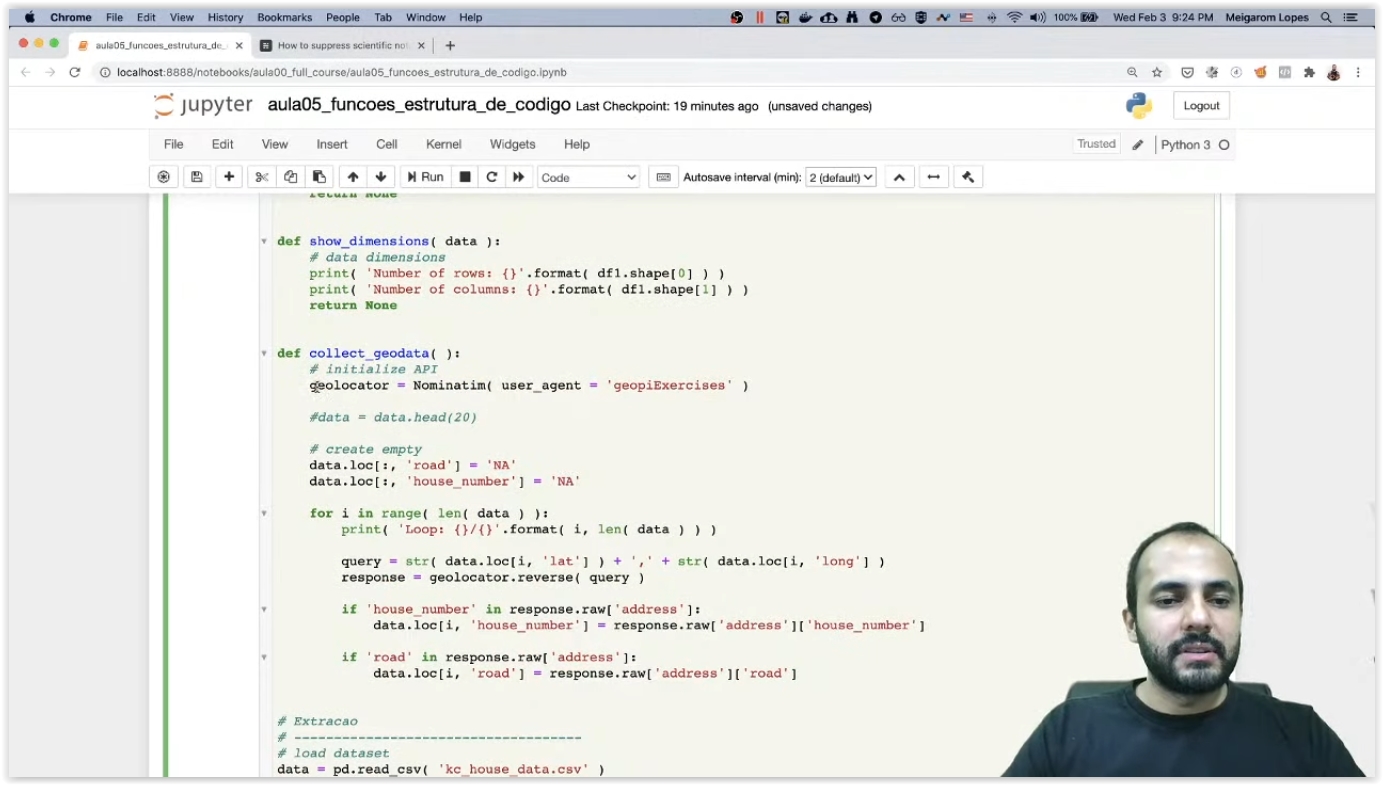 Chrome File Edit View History Bookmarks People Tab Window Help 100% Wed Feb 3 9:24 PM Meigarom Lopes
aula05_funcoes_estrutura_de_ How to suppress scientific not
localhost:8888/notebooks/aula00_full_course/aula05_funcoes_estrutura_de_codigo.ipynb
jupyter aula05_funcoes_estrutura_de_codigo Last Checkpoint: 19 minutes ago (unsaved changes) Logout
File Edit View Insert Cell Kernel Widgets Help Trusted Python 3
Run Code Autosave interval (min): 2 (default)
return None
def show_dimensions( data ):
# data dimensions
print( 'Number of rows: {}'.format( df1.shape[0] ) )
print( 'Number of columns: {}'.format( df1.shape[1] ) )
return None
def collect_geodata( ):
# initialize API
geolocator = Nominatim( user_agent = 'geopiExercises' )
#data = data.head(20)
# create empty
data.loc[:, 'road'] = 'NA'
data.loc[:, 'house_number'] = 'NA'
for i in range( len( data ) ):
print( 'Loop: {}/{}'.format( i, len( data ) ) )
query = str( data.loc[i, 'lat'] ) + ',' + str( data.loc[i, 'long'] )
response = geolocator.reverse( query )
if 'house_number' in response.raw['address']:
data.loc[i, 'house_number'] = response.raw['address']['house_number']
if 'road' in response.raw['address']:
data.loc[i, 'road'] = response.raw['address']['road']
# Extracao
# ------------------------------------
# load dataset
data = pd.read_csv( 'kc_house_data.csv' )